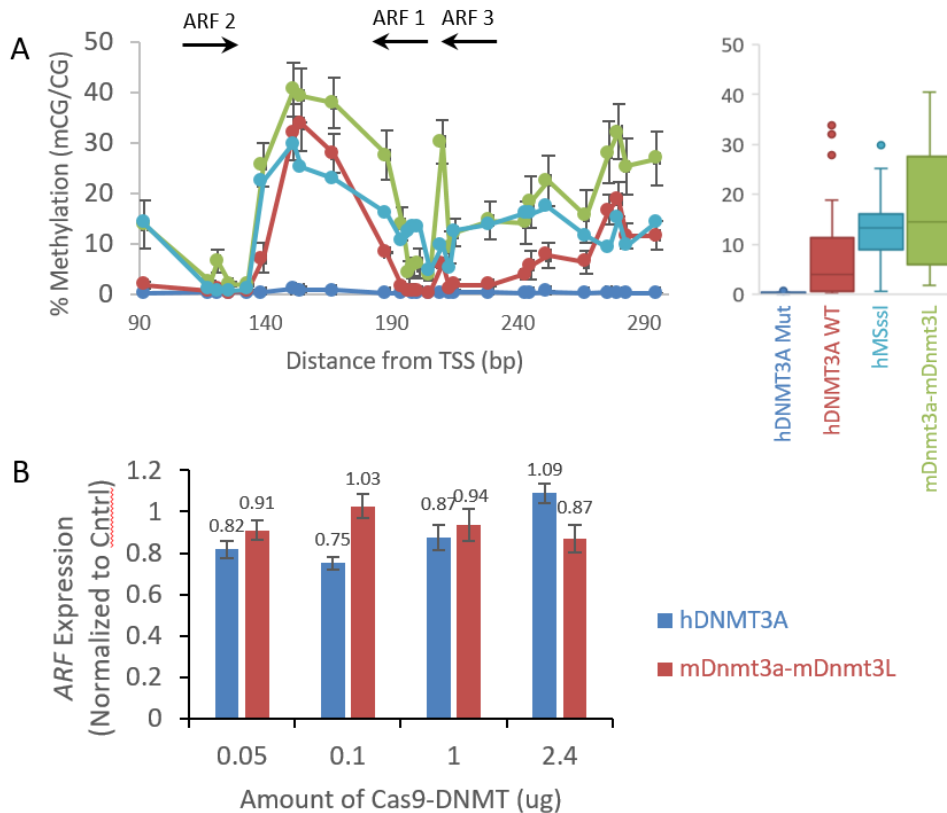 A
ARF 2
ARF 1
ARF 3
% Methylation (mCG/CG)
50
40
30
20
10
0
90
140
190
240
290
Distance from TSS (bp)
50
40
30
20
10
0
hDNMT3A Mut
hDNMT3A WT
hMSssI
mDnmt3a-mDnmt3L
B
ARF Expression
(Normalized to Cntrl)
1.2
1
0.8
0.6
0.4
0.2
0
0.82
0.91
0.75
1.03
0.87
0.94
1.09
0.87
0.05
0.1
1
2.4
Amount of Cas9-DNMT (ug)
hDNMT3A
mDnmt3a-mDnmt3L